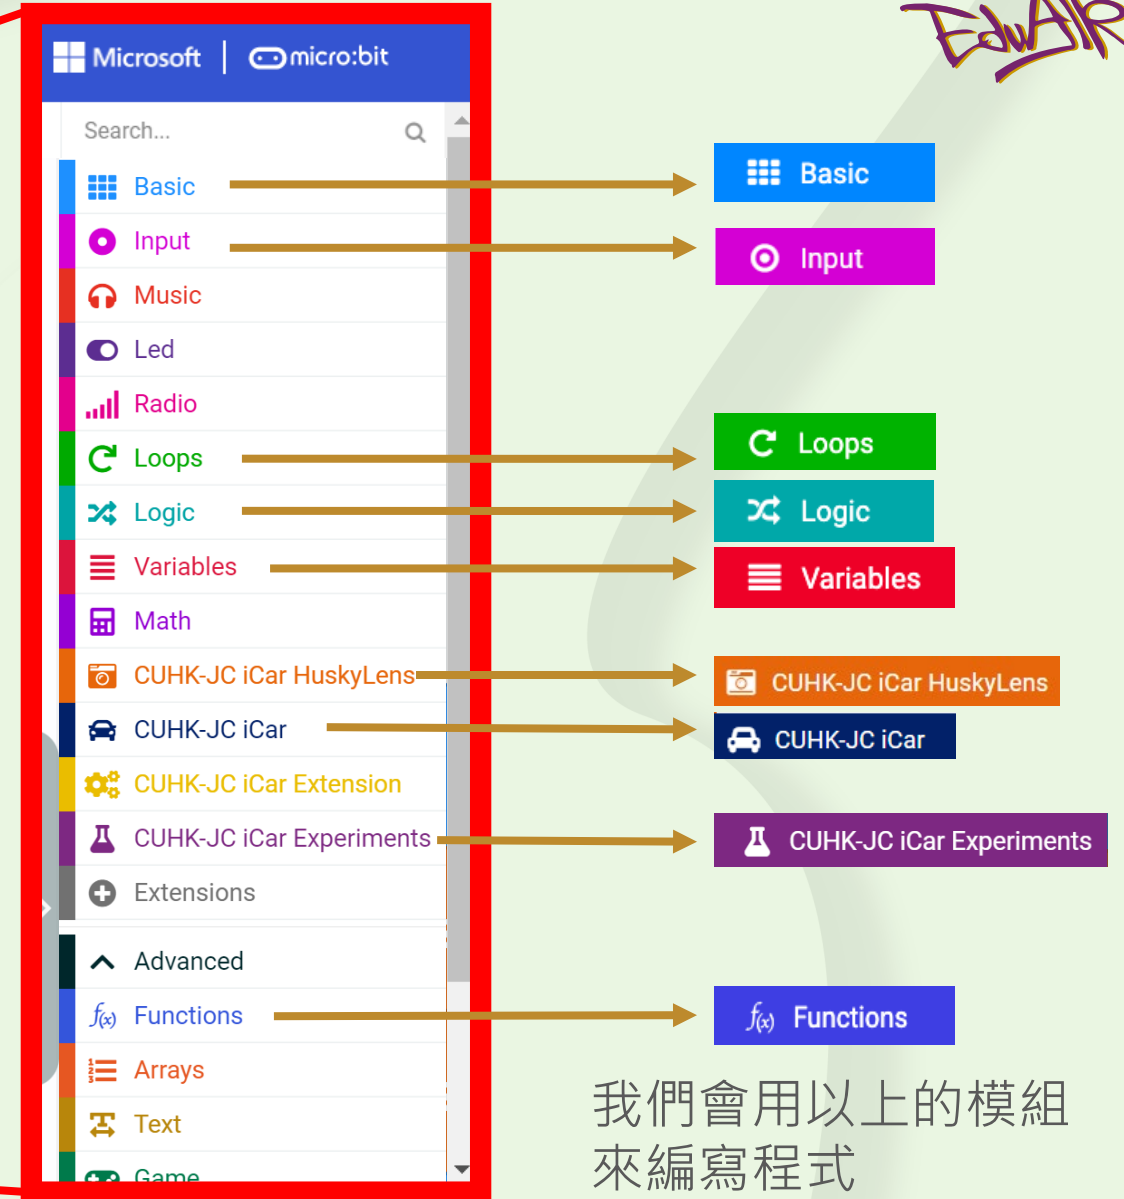 EdwAIR
Microsoft | micro:bit
Search...
Basic
Input
Music
Led
Radio
Loops
Logic
Variables
Math
CUHK-JC iCar HuskyLens
CUHK-JC iCar
CUHK-JC iCar Extension
CUHK-JC iCar Experiments
Extensions
Advanced
f(x) Functions
Arrays
Text
Game
Basic
Input
Loops
Logic
Variables
CUHK-JC iCar HuskyLens
CUHK-JC iCar
CUHK-JC iCar Experiments
f(x) Functions
我們會用以上的模組
來編寫程式